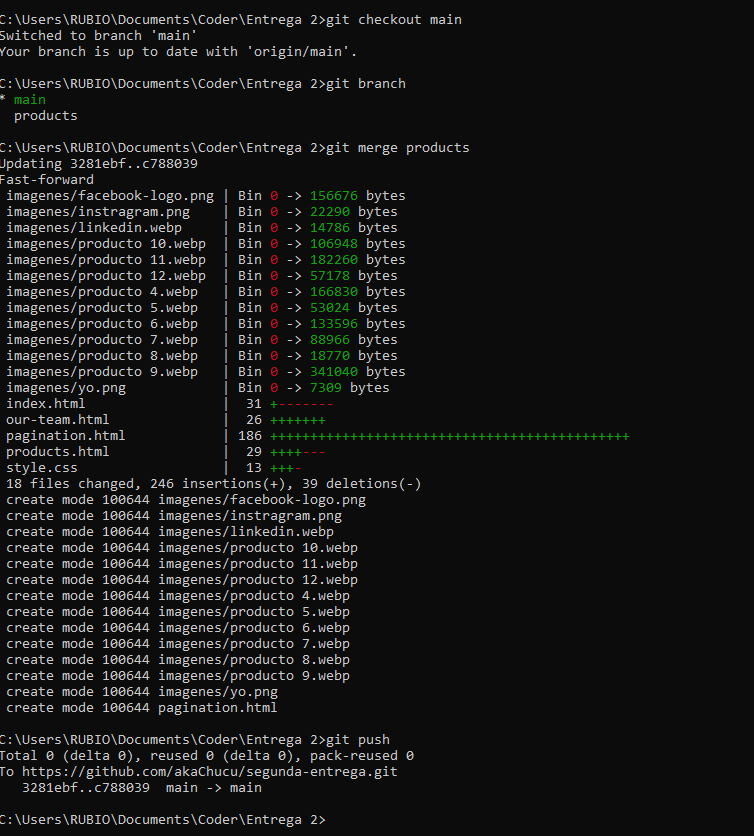 C:\Users\RUBIO\Documents\Coder\Entrega 2>git checkout main
Switched to branch 'main'
Your branch is up to date with 'origin/main'.
C:\Users\RUBIO\Documents\Coder\Entrega 2>git branch
* main
products
C:\Users\RUBIO\Documents\Coder\Entrega 2>git merge products
Updating 3281ebf..c788039
Fast-forward
imagenes/facebook-logo.png | Bin 0 -> 156676 bytes
imagenes/instragram.png | Bin 0 -> 22290 bytes
imagenes/linkedin.webp | Bin 0 -> 14786 bytes
imagenes/producto 10.webp | Bin 0 -> 106948 bytes
imagenes/producto 11.webp | Bin 0 -> 182260 bytes
imagenes/producto 12.webp | Bin 0 -> 57178 bytes
imagenes/producto 4.webp | Bin 0 -> 166830 bytes
imagenes/producto 5.webp | Bin 0 -> 53024 bytes
imagenes/producto 6.webp | Bin 0 -> 133596 bytes
imagenes/producto 7.webp | Bin 0 -> 88966 bytes
imagenes/producto 8.webp | Bin 0 -> 18770 bytes
imagenes/producto 9.webp | Bin 0 -> 341040 bytes
imagenes/yo.png | Bin 0 -> 7309 bytes
index.html | 31 +-------
our-team.html | 26 +++++++
pagination.html | 186 +++++++++++++++++++++++++++++++++++++++++++++
products.html | 29 ++++---
style.css | 13 +++-
18 files changed, 246 insertions(+), 39 deletions(-)
create mode 100644 imagenes/facebook-logo.png
create mode 100644 imagenes/instragram.png
create mode 100644 imagenes/linkedin.webp
create mode 100644 imagenes/producto 10.webp
create mode 100644 imagenes/producto 11.webp
create mode 100644 imagenes/producto 12.webp
create mode 100644 imagenes/producto 4.webp
create mode 100644 imagenes/producto 5.webp
create mode 100644 imagenes/producto 6.webp
create mode 100644 imagenes/producto 7.webp
create mode 100644 imagenes/producto 8.webp
create mode 100644 imagenes/producto 9.webp
create mode 100644 imagenes/yo.png
create mode 100644 pagination.html
C:\Users\RUBIO\Documents\Coder\Entrega 2>git push
Total 0 (delta 0), reused 0 (delta 0), pack-reused 0
To https://github.com/akaChucu/segunda-entrega.git
3281ebf..c788039 main -> main
C:\Users\RUBIO\Documents\Coder\Entrega 2>